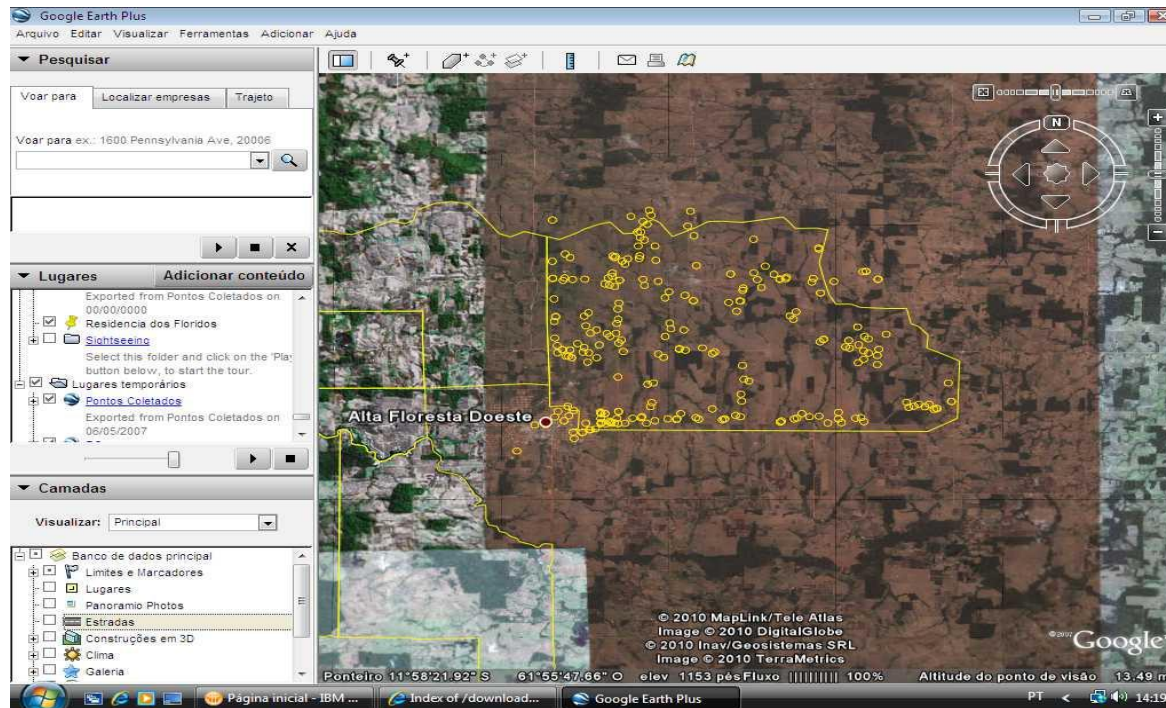 Google Earth Plus
Arquivo Editar Visualizar Ferramentas Adicionar Ajuda
Pesquisar
Voar para Localizar empresas Trajeto
Voar para ex.: 1600 Pennsylvania Ave, 20006
Lugares Adicionar conteúdo
Exported from Pontos Coletados on
00/00/0000
Residencia dos Floridos
Sightseeing
Select this folder and click on the 'Play
button below, to start the tour.
Lugares temporários
Pontos Coletados
Exported from Pontos Coletados on
06/05/2007
Camadas
Visualizar: Principal
Banco de dados principal
Limites e Marcadores
Lugares
Panoramio Photos
Estradas
Construções em 3D
Clima
Galeria
N
Alta Floresta Doeste
© 2010 MapLink/Tele Atlas
Image © 2010 DigitalGlobe
© 2010 Inav/Geosistemas SRL
Image © 2010 TerraMetrics
©2007 Google
Ponteiro 11°58'21.92" S 61°55'47.66" O elev 1153 pés Fluxo 100% Altitude do ponto de visão 13.49 m
Página inicial - IBM ... Index of /download... Google Earth Plus PT < 14:19